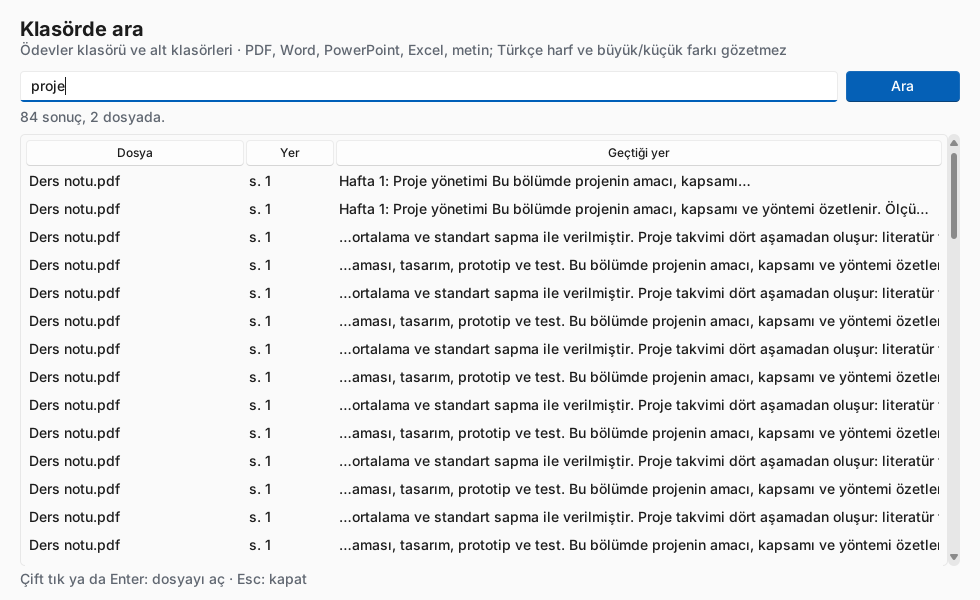 Klasörde ara
Ödevler klasörü ve alt klasörleri · PDF, Word, PowerPoint, Excel, metin; Türkçe harf ve büyük/küçük farkı gözetmez
proje
Ara
84 sonuç, 2 dosyada.
Dosya Yer Geçtiği yer
Ders notu.pdf s. 1 Hafta 1: Proje yönetimi Bu bölümde projenin amacı, kapsamı…
Ders notu.pdf s. 1 Hafta 1: Proje yönetimi Bu bölümde projenin amacı, kapsamı ve yöntemi özetlenir. Ölçü…
Ders notu.pdf s. 1 …ortalama ve standart sapma ile verilmiştir. Proje takvimi dört aşamadan oluşur: literatür
Ders notu.pdf s. 1 …aması, tasarım, prototip ve test. Bu bölümde projenin amacı, kapsamı ve yöntemi özetler
Ders notu.pdf s. 1 …ortalama ve standart sapma ile verilmiştir. Proje takvimi dört aşamadan oluşur: literatür
Ders notu.pdf s. 1 …aması, tasarım, prototip ve test. Bu bölümde projenin amacı, kapsamı ve yöntemi özetler
Ders notu.pdf s. 1 …ortalama ve standart sapma ile verilmiştir. Proje takvimi dört aşamadan oluşur: literatür
Ders notu.pdf s. 1 …aması, tasarım, prototip ve test. Bu bölümde projenin amacı, kapsamı ve yöntemi özetler
Ders notu.pdf s. 1 …ortalama ve standart sapma ile verilmiştir. Proje takvimi dört aşamadan oluşur: literatür
Ders notu.pdf s. 1 …aması, tasarım, prototip ve test. Bu bölümde projenin amacı, kapsamı ve yöntemi özetler
Ders notu.pdf s. 1 …ortalama ve standart sapma ile verilmiştir. Proje takvimi dört aşamadan oluşur: literatür
Ders notu.pdf s. 1 …aması, tasarım, prototip ve test. Bu bölümde projenin amacı, kapsamı ve yöntemi özetler
Ders notu.pdf s. 1 …ortalama ve standart sapma ile verilmiştir. Proje takvimi dört aşamadan oluşur: literatür
Ders notu.pdf s. 1 …aması, tasarım, prototip ve test. Bu bölümde projenin amacı, kapsamı ve yöntemi özetler
Çift tık ya da Enter: dosyayı aç · Esc: kapat